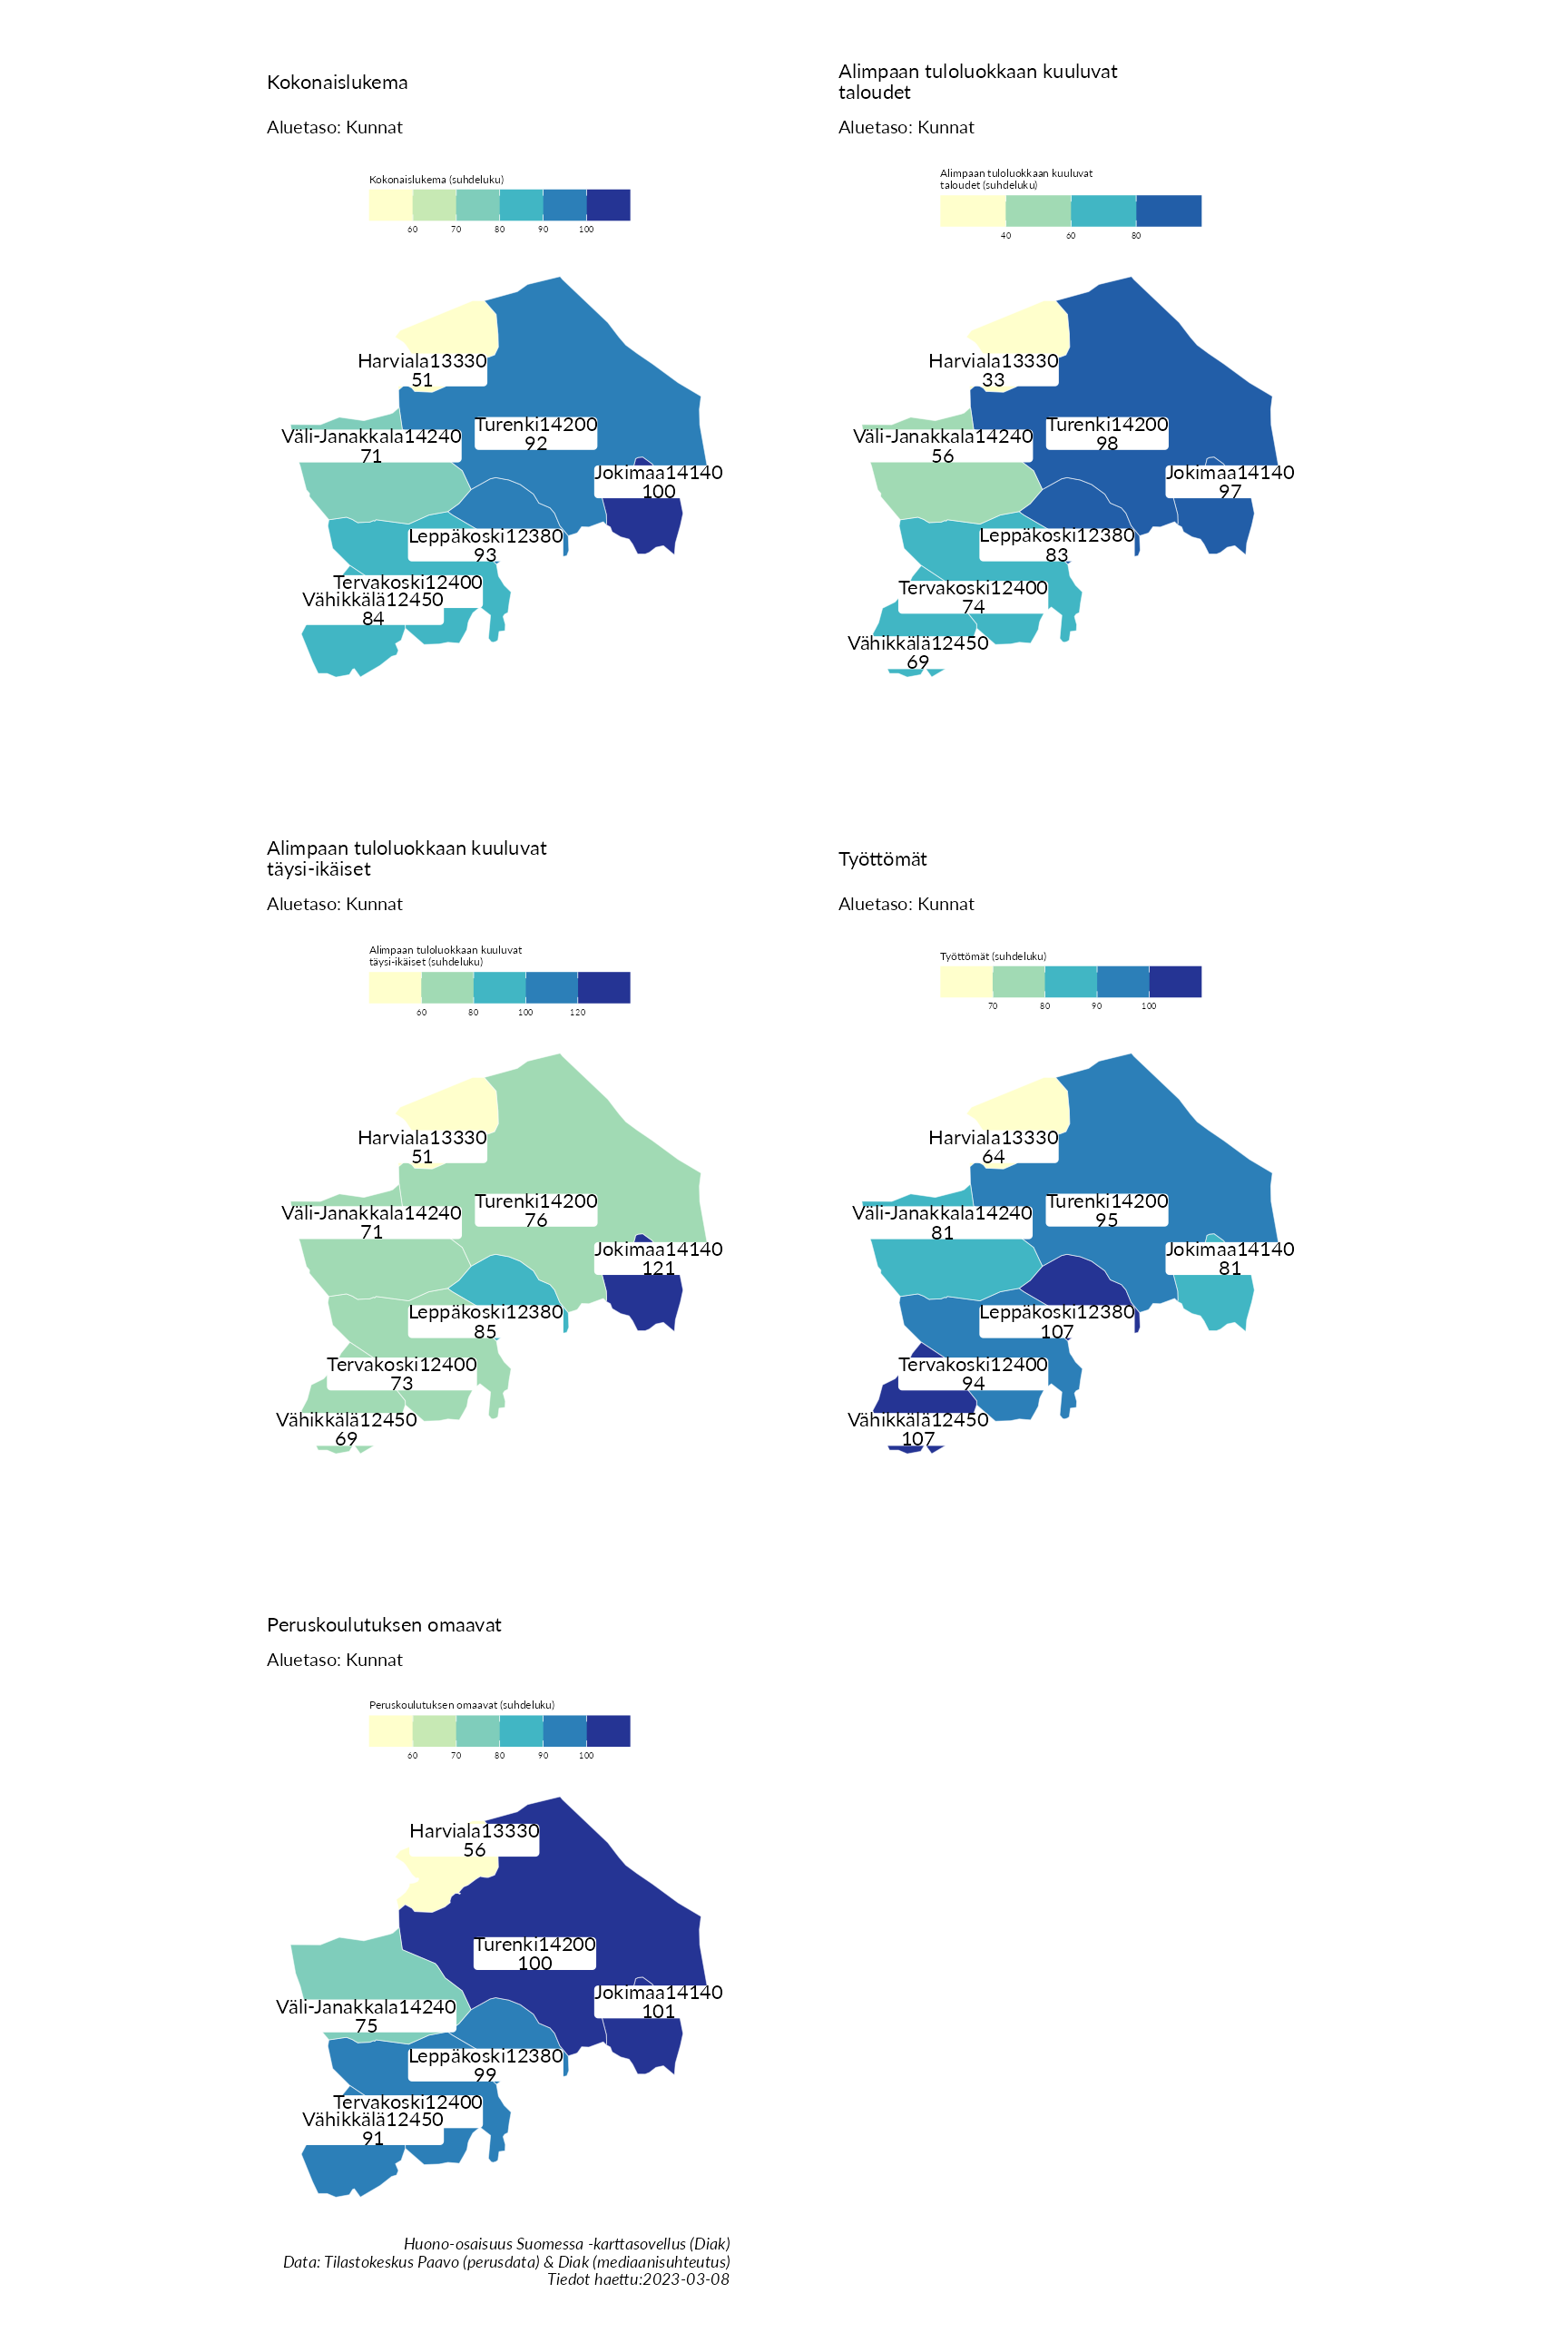 Kokonaislukema
Aluetaso: Kunnat
Kokonaislukema (suhdeluku)
60 70 80 90 100
Harviala13330
51
Turenki14200
92
Väli-Janakkala14240
71
Jokimaa14140
100
Leppäkoski12380
93
Tervakoski12400
Vähikkälä12450
84
Alimpaan tuloluokkaan kuuluvat
taloudet
Aluetaso: Kunnat
Alimpaan tuloluokkaan kuuluvat
taloudet (suhdeluku)
40 60 80
Harviala13330
33
Turenki14200
98
Väli-Janakkala14240
56
Jokimaa14140
97
Leppäkoski12380
83
Tervakoski12400
74
Vähikkälä12450
69
Alimpaan tuloluokkaan kuuluvat
täysi-ikäiset
Aluetaso: Kunnat
Alimpaan tuloluokkaan kuuluvat
täysi-ikäiset (suhdeluku)
60 80 100 120
Harviala13330
51
Turenki14200
76
Väli-Janakkala14240
71
Jokimaa14140
121
Leppäkoski12380
85
Tervakoski12400
73
Vähikkälä12450
69
Työttömät
Aluetaso: Kunnat
Työttömät (suhdeluku)
70 80 90 100
Harviala13330
64
Turenki14200
95
Väli-Janakkala14240
81
Jokimaa14140
81
Leppäkoski12380
107
Tervakoski12400
94
Vähikkälä12450
107
Peruskoulutuksen omaavat
Aluetaso: Kunnat
Peruskoulutuksen omaavat (suhdeluku)
60 70 80 90 100
Harviala13330
56
Turenki14200
100
Jokimaa14140
101
Väli-Janakkala14240
75
Leppäkoski12380
99
Tervakoski12400
Vähikkälä12450
91
Huono-osaisuus Suomessa -karttasovellus (Diak)
Data: Tilastokeskus Paavo (perusdata) & Diak (mediaanisuhteutus)
Tiedot haettu:2023-03-08